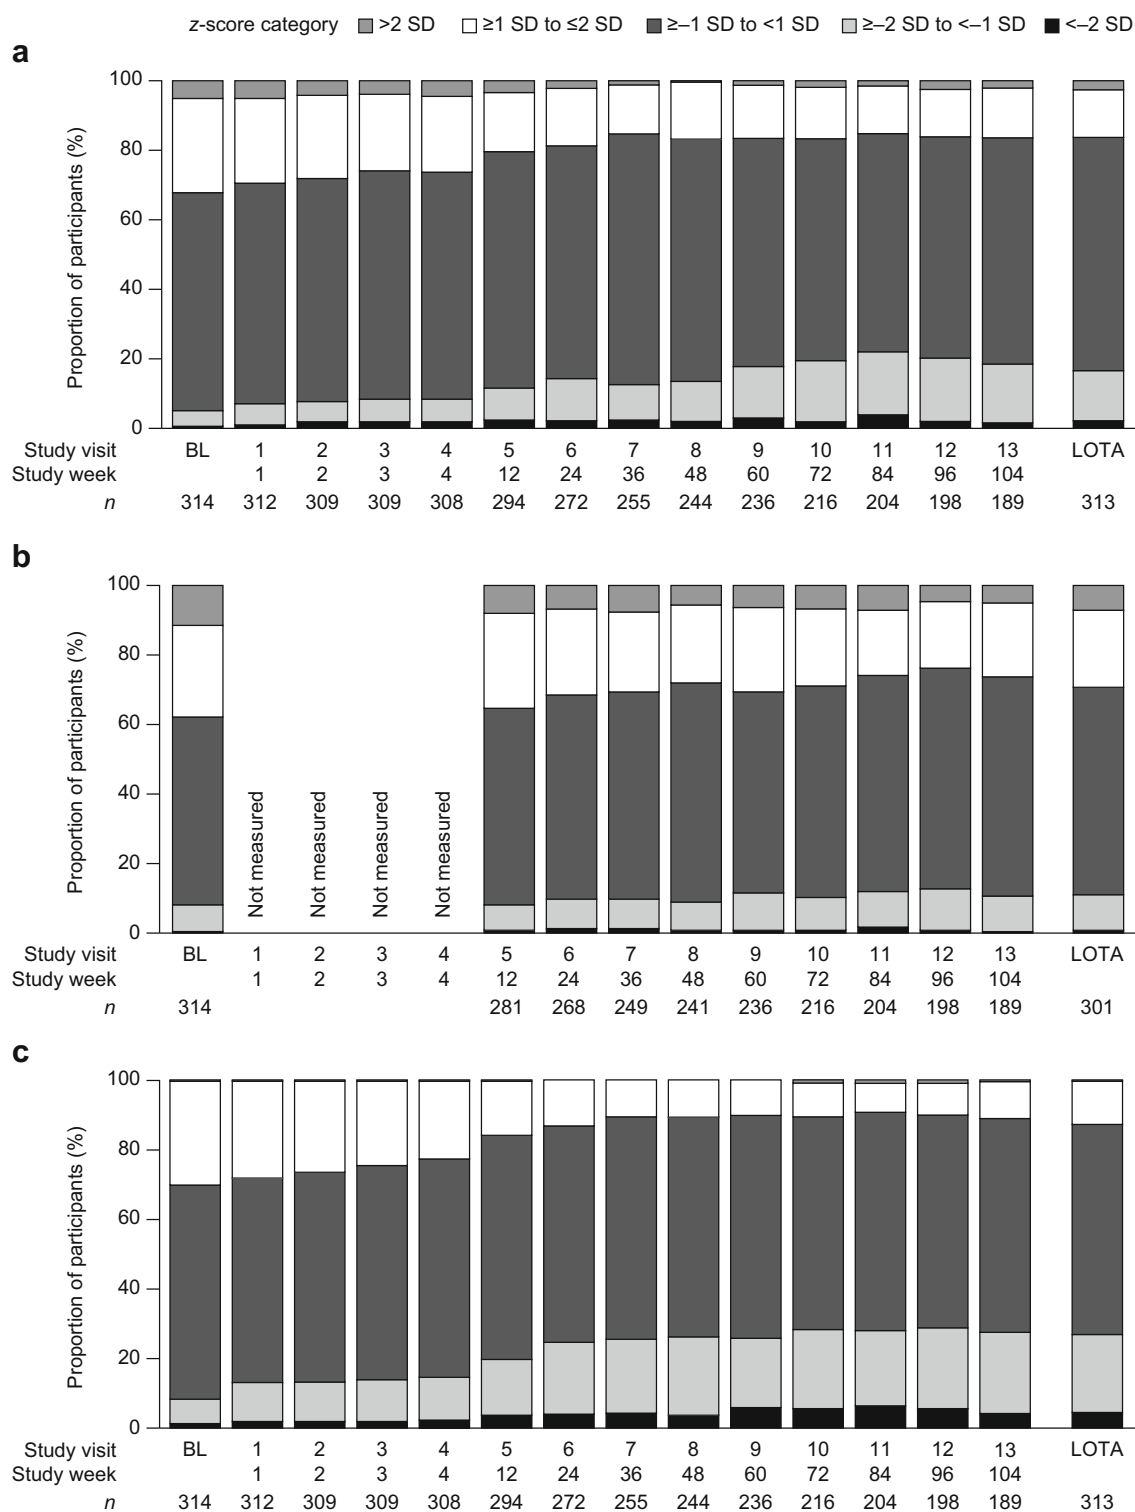 z-score category >2 SD ≥1 SD to ≤2 SD ≥–1 SD to <1 SD ≥–2 SD to <–1 SD <–2 SD
a
Proportion of participants (%)
100
80
60
40
20
0
Study visit BL 1 2 3 4 5 6 7 8 9 10 11 12 13 LOTA
Study week 1 2 3 4 12 24 36 48 60 72 84 96 104
n 314 312 309 309 308 294 272 255 244 236 216 204 198 189 313
b
Proportion of participants (%)
100
80
60
40
20
0
Not measured
Not measured
Not measured
Not measured
Study visit BL 1 2 3 4 5 6 7 8 9 10 11 12 13 LOTA
Study week 1 2 3 4 12 24 36 48 60 72 84 96 104
n 314 281 268 249 241 236 216 204 198 189 301
c
Proportion of participants (%)
100
80
60
40
20
0
Study visit BL 1 2 3 4 5 6 7 8 9 10 11 12 13 LOTA
Study week 1 2 3 4 12 24 36 48 60 72 84 96 104
n 314 312 309 309 308 294 272 255 244 236 216 204 198 189 313